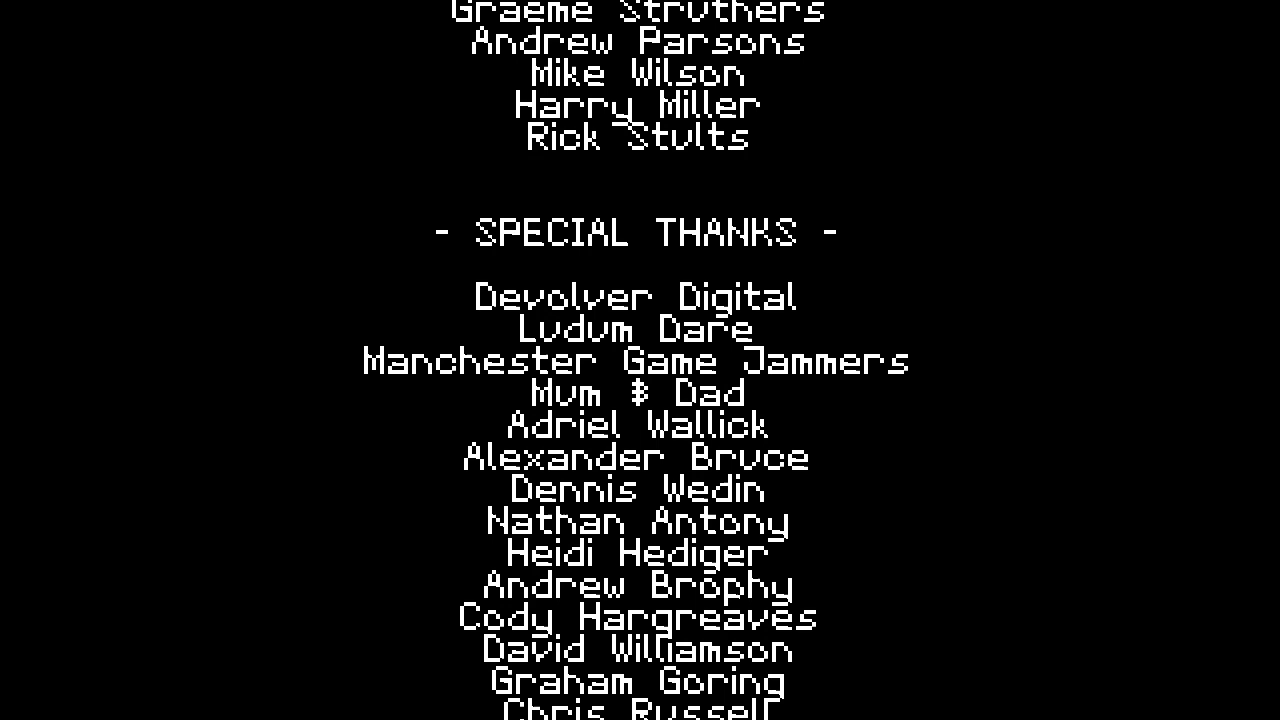 Graeme Struthers
Andrew Parsons
Mike Wilson
Harry Miller
Rick Stults
- SPECIAL THANKS -
Devolver Digital
Ludum Dare
Manchester Game Jammers
Mum & Dad
Adriel Wallick
Alexander Bruce
Dennis Wedin
Nathan Antony
Heidi Hediger
Andrew Brophy
Cody Hargreaves
David Williamson
Graham Goring
Chris Russell